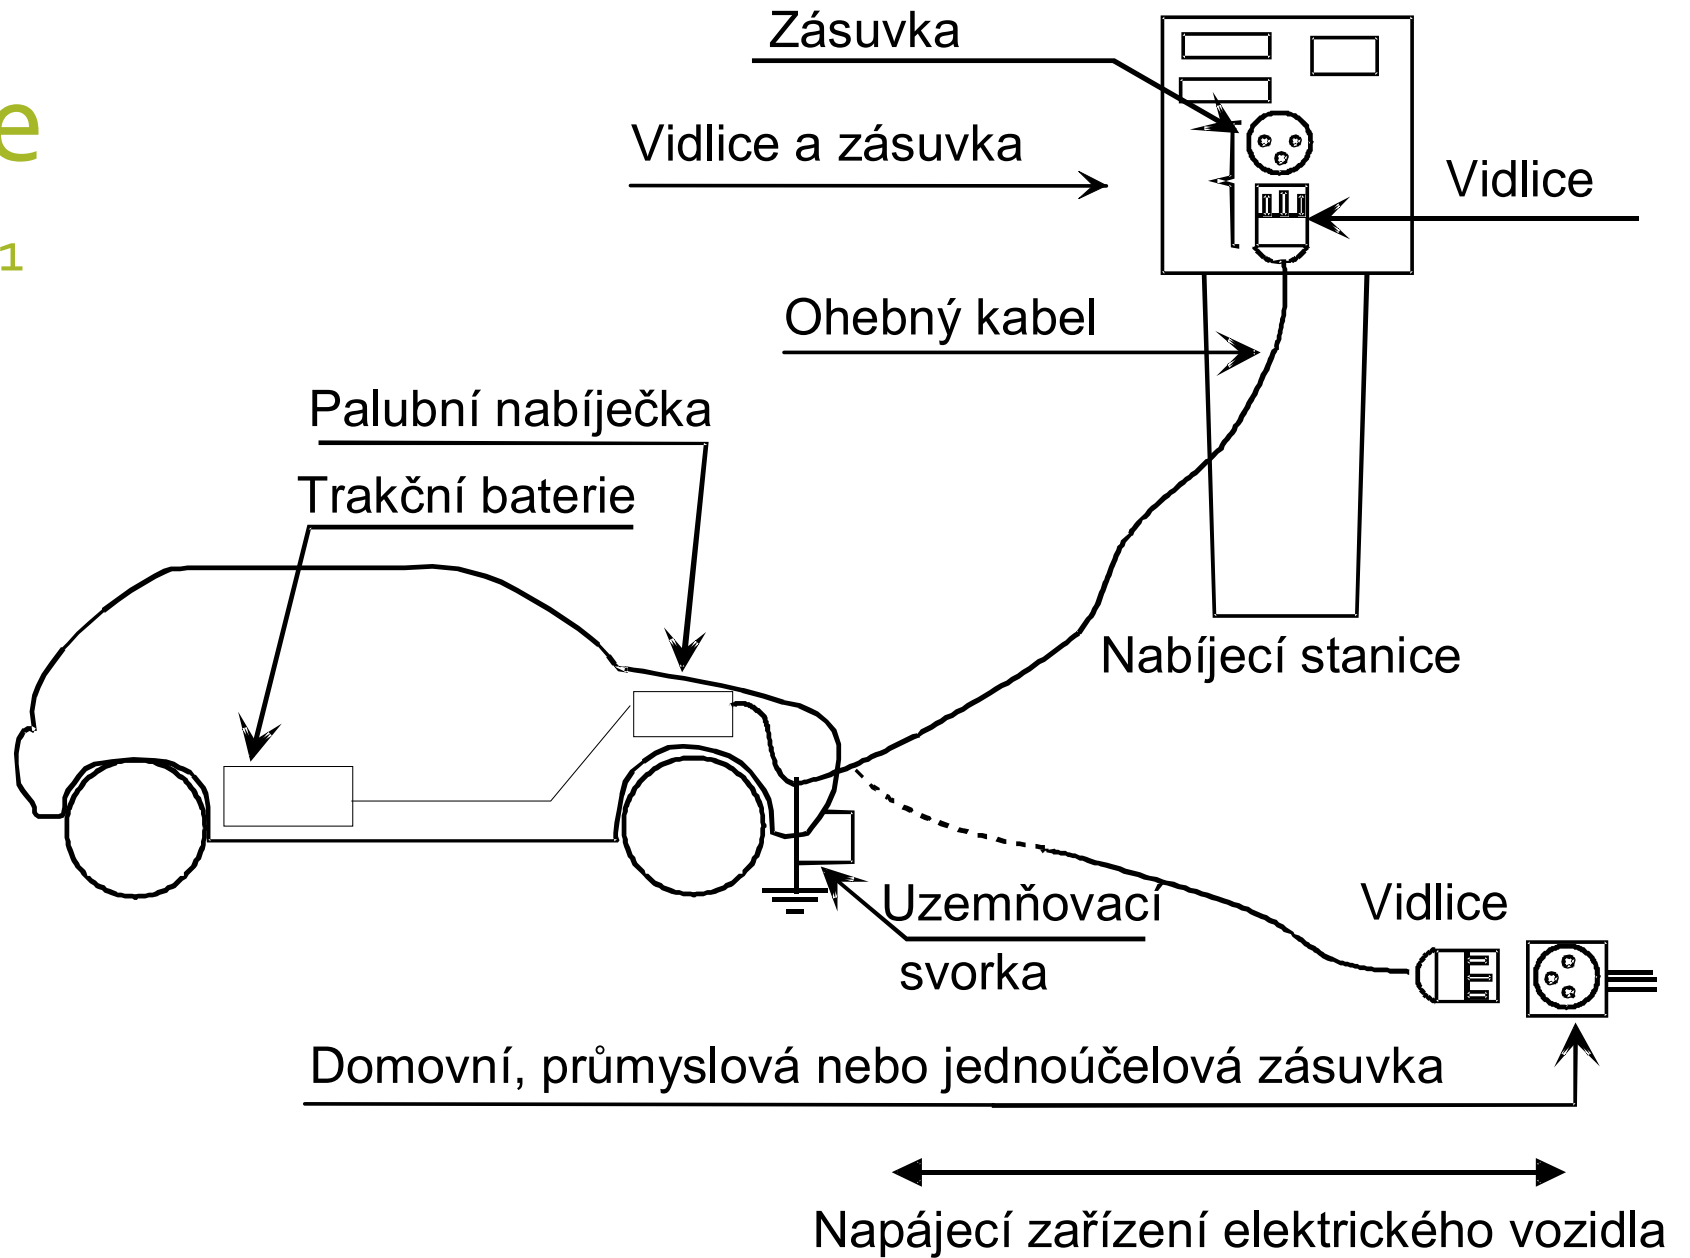 Zásuvka
e
Vidlice a zásuvka
Vidlice
1
Ohebný kabel
Palubní nabíječka
Trakční baterie
Nabíjecí stanice
Uzemňovací
svorka
Vidlice
Domovní, průmyslová nebo jednoúčelová zásuvka
Napájecí zařízení elektrického vozidla